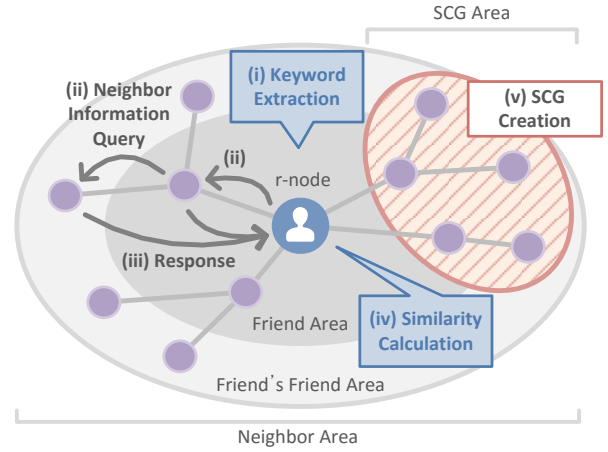 SCG Area
(i) Keyword
Extraction
(v) SCG
Creation
(ii) Neighbor
Information
Query
(ii)
r-node
(iii) Response
(iv) Similarity
Calculation
Friend Area
Friend's Friend Area
Neighbor Area